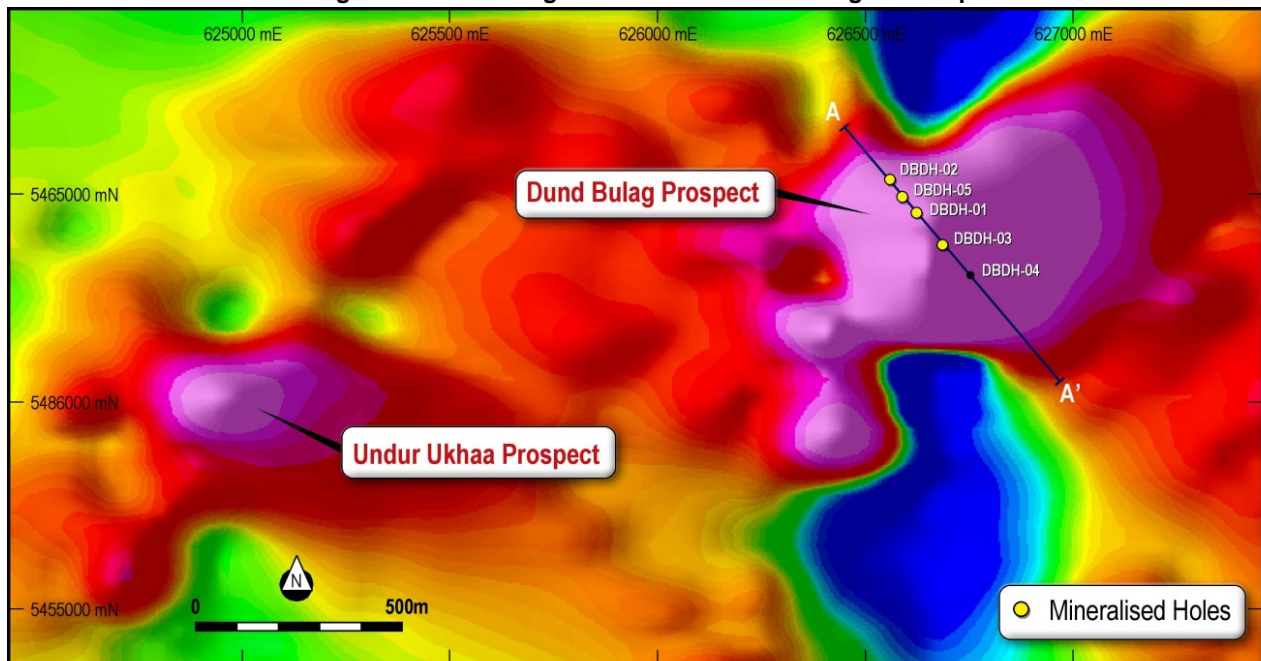 625000 mE 625500 mE 626000 mE 626500 mE 627000 mE
A
DBDH-02
5465000 mN
Dund Bulag Prospect
DBDH-05
DBDH-01
DBDH-03
DBDH-04
5486000 mN
A'
Undur Ukhaa Prospect
N
0 500m
5455000 mN
Mineralised Holes